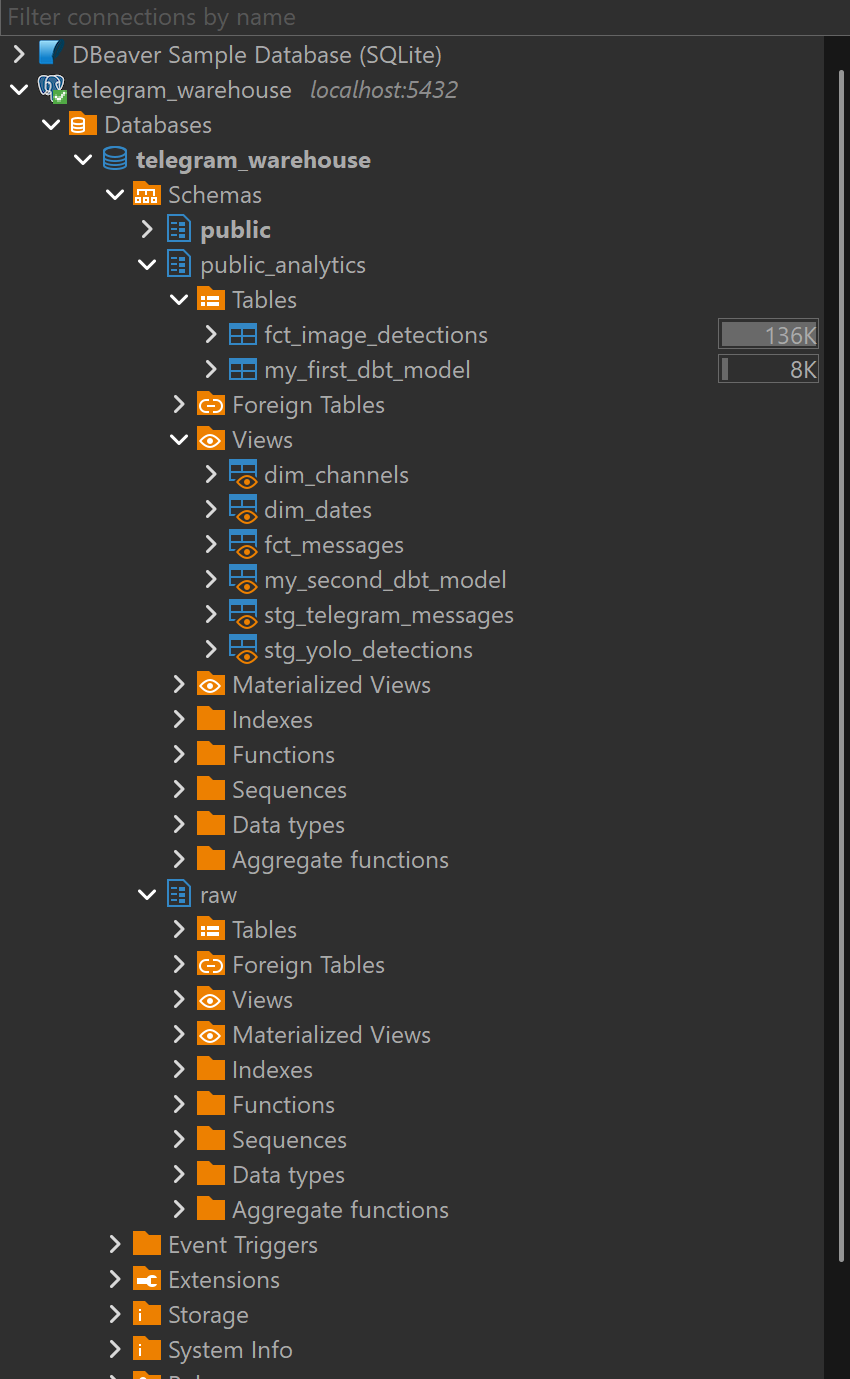 Filter connections by name
DBeaver Sample Database (SQLite)
telegram_warehouse localhost:5432
Databases
telegram_warehouse
Schemas
public
public_analytics
Tables
fct_image_detections 136K
my_first_dbt_model 8K
Foreign Tables
Views
dim_channels
dim_dates
fct_messages
my_second_dbt_model
stg_telegram_messages
stg_yolo_detections
Materialized Views
Indexes
Functions
Sequences
Data types
Aggregate functions
raw
Tables
Foreign Tables
Views
Materialized Views
Indexes
Functions
Sequences
Data types
Aggregate functions
Event Triggers
Extensions
Storage
System Info